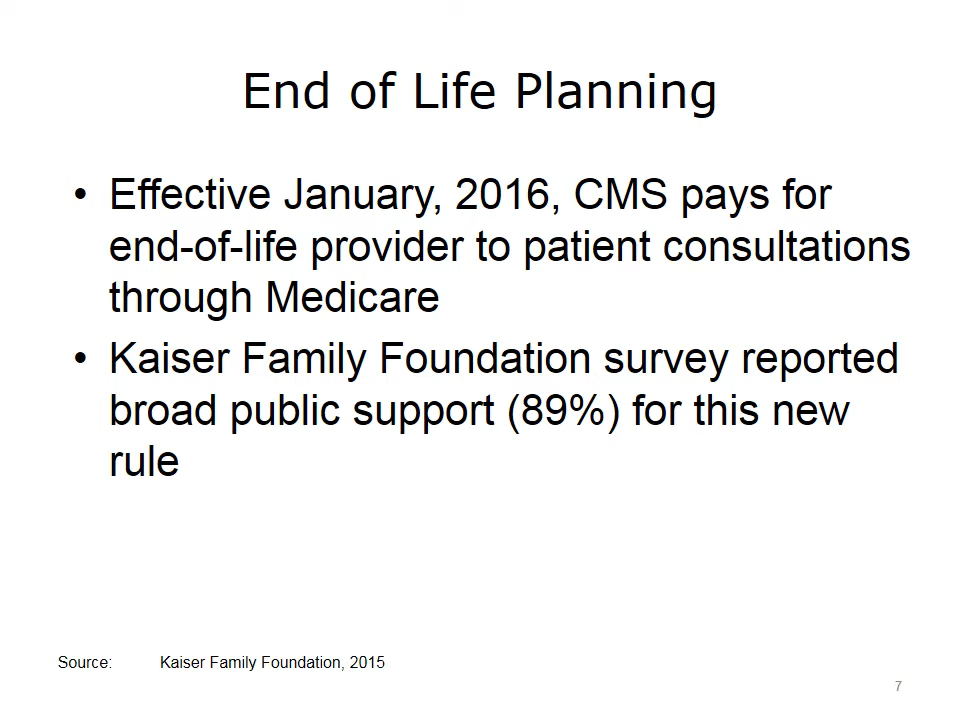 End of Life Planning
• Effective January, 2016, CMS pays for
end-of-life provider to patient consultations
through Medicare
• Kaiser Family Foundation survey reported
broad public support (89%) for this new
rule
Source: Kaiser Family Foundation, 2015
7